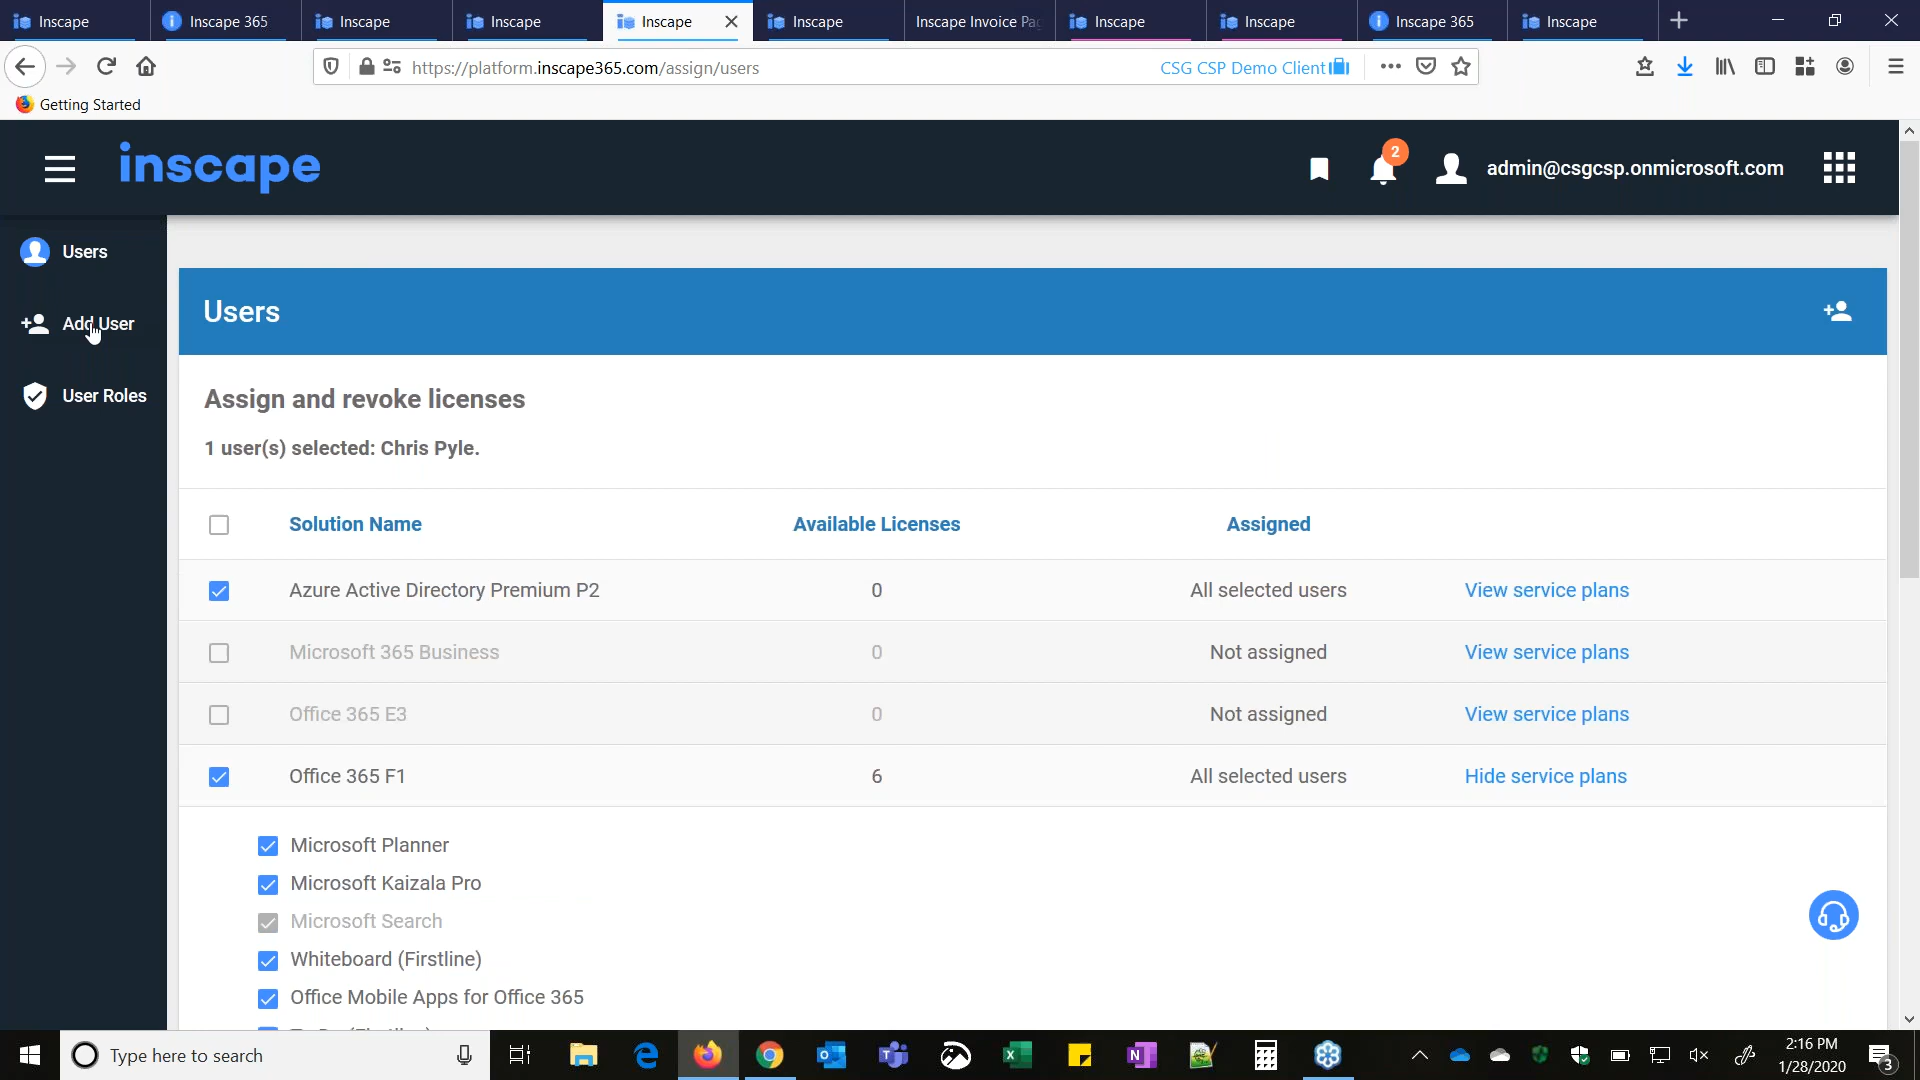 Inscape
Inscape 365
Inscape
Inscape
Inscape
Inscape
Inscape Invoice Pa
Inscape
Inscape
Inscape 365
Inscape
https://platform.inscape365.com/assign/users
CSG CSP Demo Client
Getting Started
inscape
2
admin@csgcsp.onmicrosoft.com
Users
Add User
User Roles
Users
Assign and revoke licenses
1 user(s) selected: Chris Pyle.
Solution Name Available Licenses Assigned
Azure Active Directory Premium P2 0 All selected users View service plans
Microsoft 365 Business 0 Not assigned View service plans
Office 365 E3 0 Not assigned View service plans
Office 365 F1 6 All selected users Hide service plans
Microsoft Planner
Microsoft Kaizala Pro
Microsoft Search
Whiteboard (Firstline)
Office Mobile Apps for Office 365
Type here to search
2:16 PM
1/28/2020
3